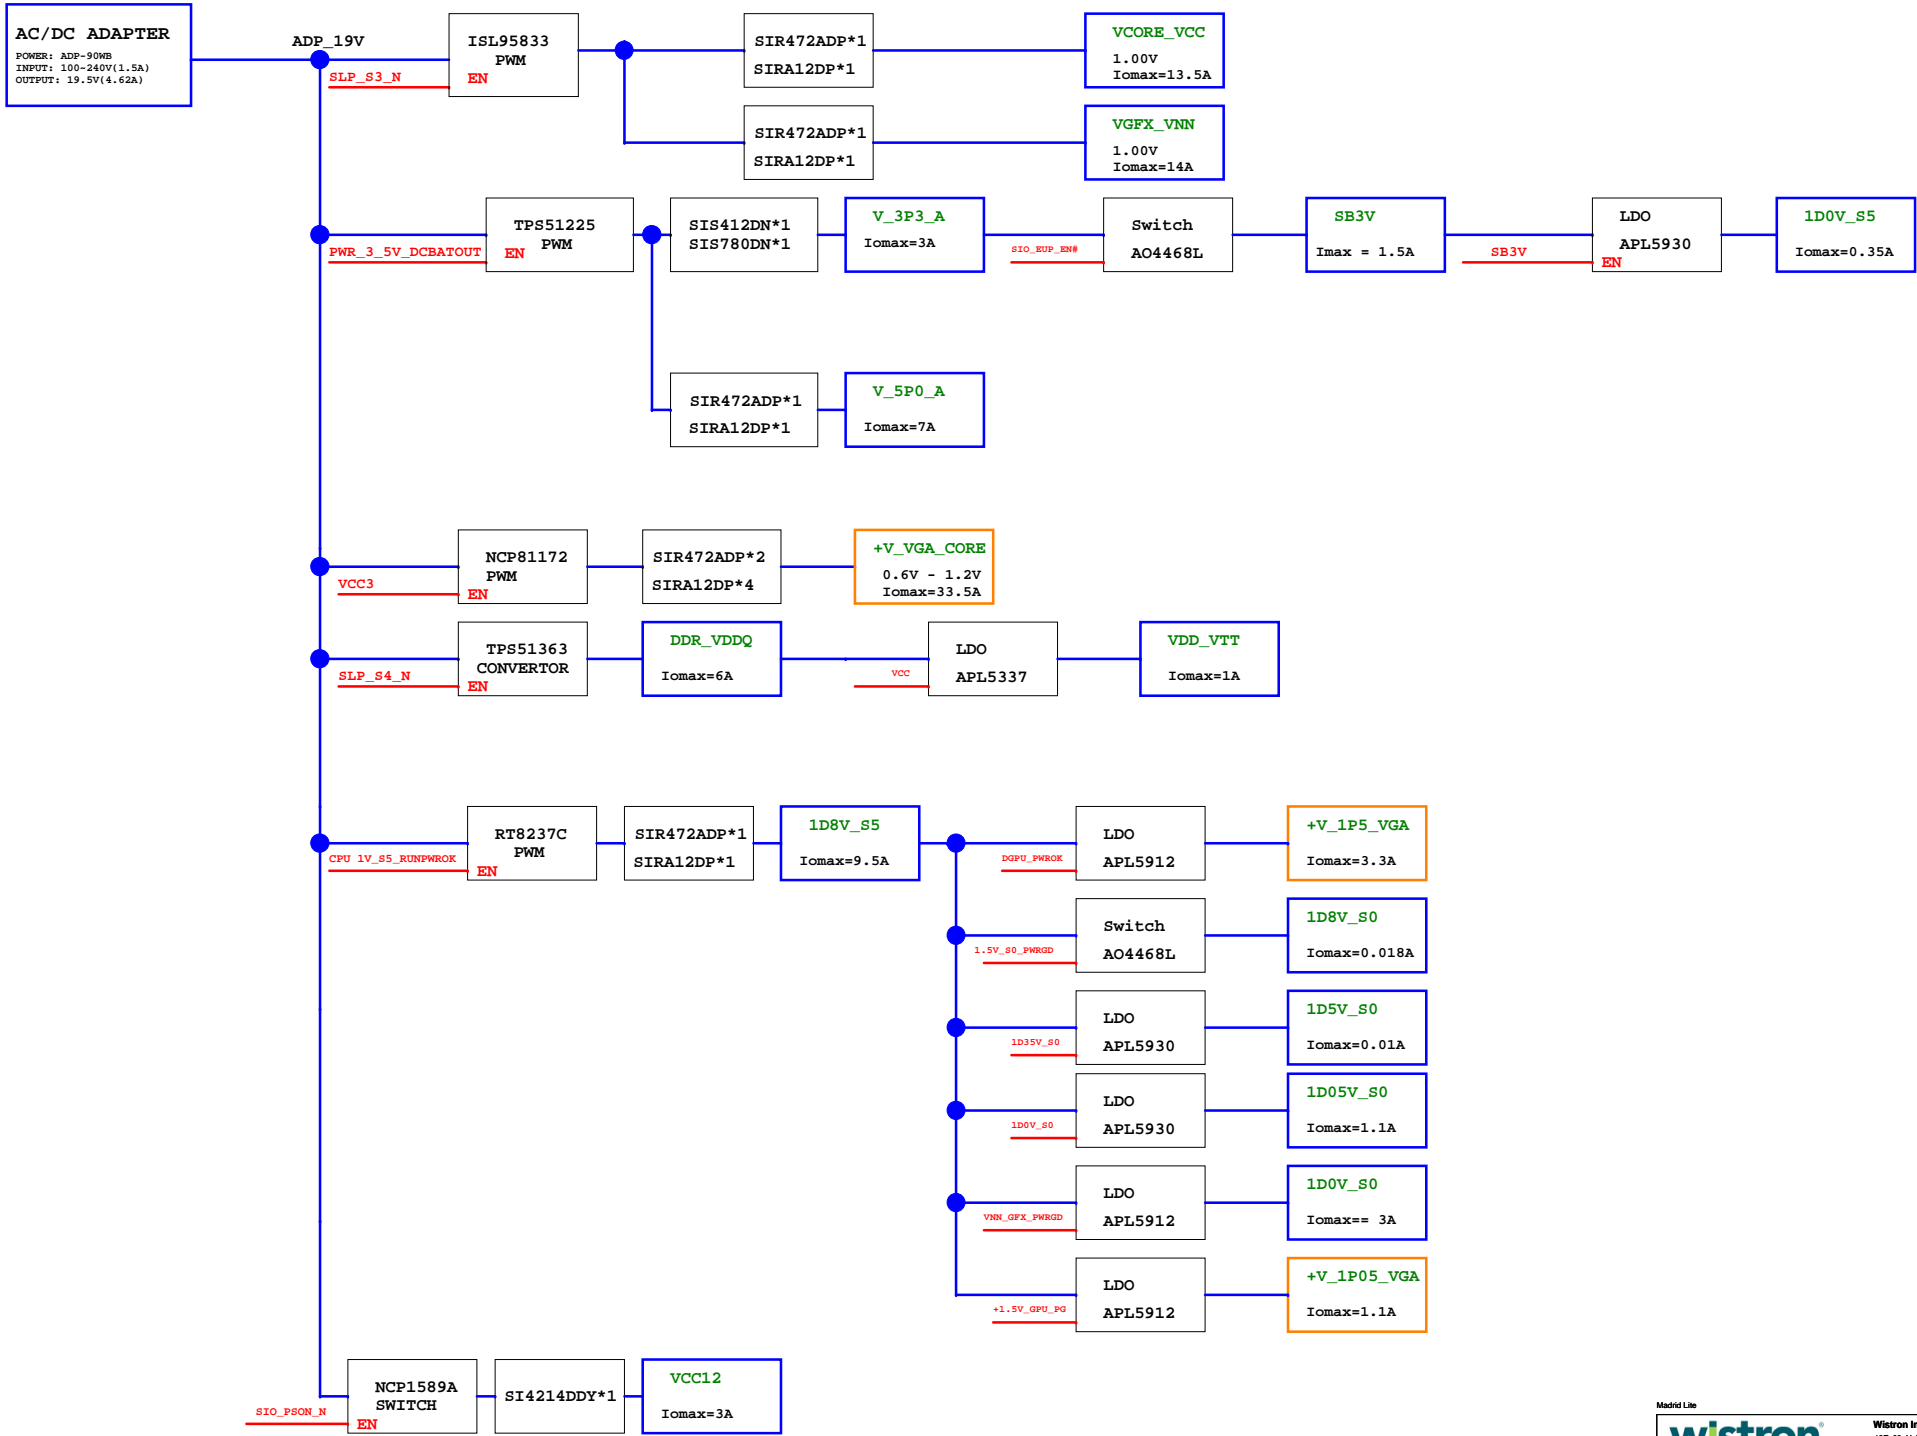 AC/DC ADAPTER
POWER: ADP-90WB
INPUT: 100-240V(1.5A)
OUTPUT: 19.5V(4.62A)
ADP_19V
SLP_S3_N
ISL95833
PWM
EN
SIR472ADP*1
SIRA12DP*1
VCORE_VCC
1.00V
Iomax=13.5A
SIR472ADP*1
SIRA12DP*1
VGFX_VNN
1.00V
Iomax=14A
PWR_3_5V_DCBATOUT
TPS51225
PWM
EN
SIS412DN*1
SIS780DN*1
V_3P3_A
Iomax=3A
SIO_EUP_EN#
Switch
AO4468L
SB3V
Imax = 1.5A
SB3V
LDO
APL5930
EN
1D0V_S5
Iomax=0.35A
SIR472ADP*1
SIRA12DP*1
V_5P0_A
Iomax=7A
VCC3
NCP81172
PWM
EN
SIR472ADP*2
SIRA12DP*4
+V_VGA_CORE
0.6V - 1.2V
Iomax=33.5A
SLP_S4_N
TPS51363
CONVERTOR
EN
DDR_VDDQ
Iomax=6A
VCC
LDO
APL5337
VDD_VTT
Iomax=1A
CPU 1V_S5_RUNPWROK
RT8237C
PWM
EN
SIR472ADP*1
SIRA12DP*1
1D8V_S5
Iomax=9.5A
DGPU_PWROK
LDO
APL5912
+V_1P5_VGA
Iomax=3.3A
1.5V_S0_PWRGD
Switch
AO4468L
1D8V_S0
Iomax=0.018A
1D35V_S0
LDO
APL5930
1D5V_S0
Iomax=0.01A
1D0V_S0
LDO
APL5930
1D05V_S0
Iomax=1.1A
VNN_GFX_PWRGD
LDO
APL5912
1D0V_S0
Iomax== 3A
+1.5V_GPU_PG
LDO
APL5912
+V_1P05_VGA
Iomax=1.1A
SIO_PSON_N
NCP1589A
SWITCH
EN
SI4214DDY*1
VCC12
Iomax=3A
Madrid Lite
wistron
Wistron